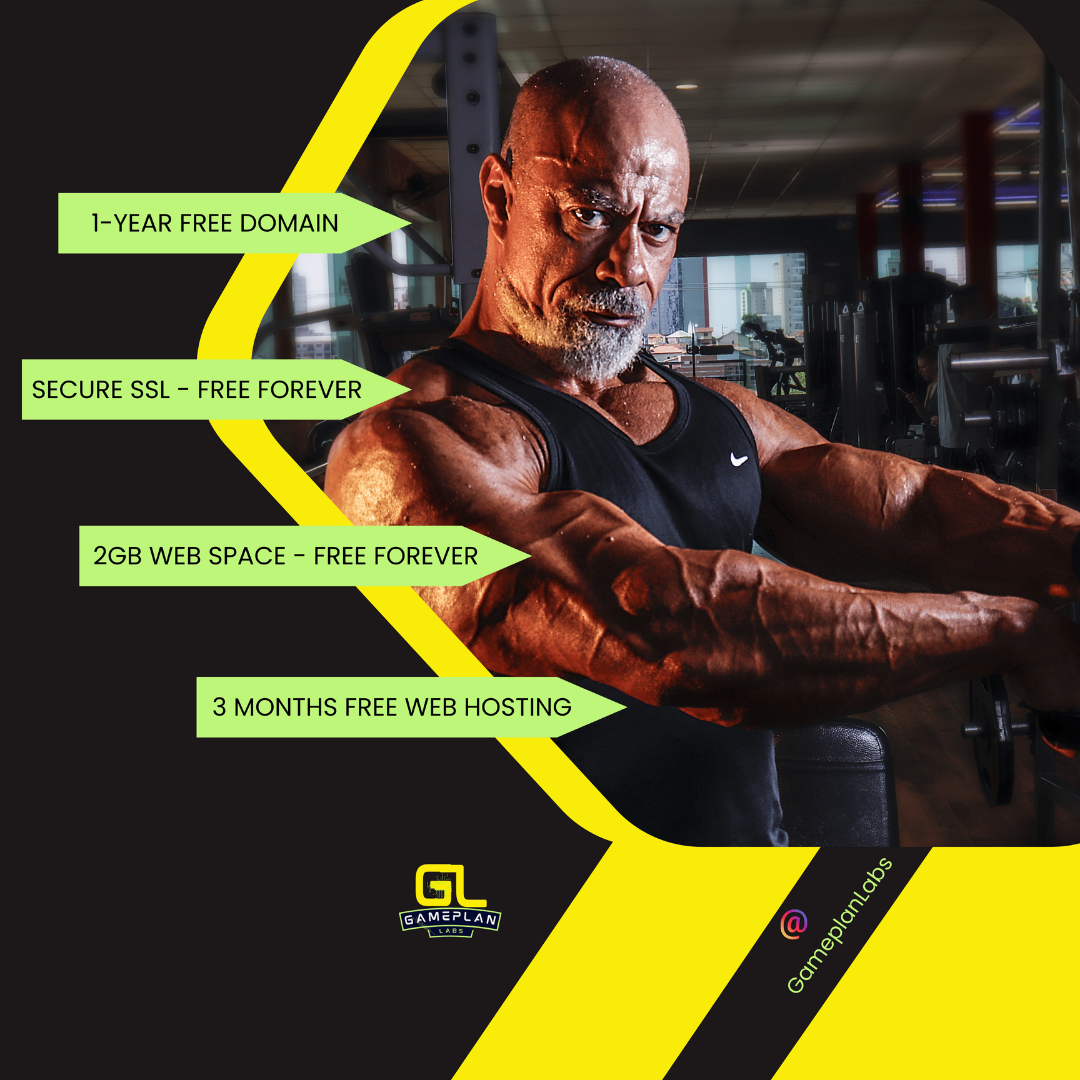 1-YEAR FREE DOMAIN
SECURE SSL - FREE FOREVER
2GB WEB SPACE - FREE FOREVER
3 MONTHS FREE WEB HOSTING
GL
GAMEPLAN
LABS
@
GameplanLabs